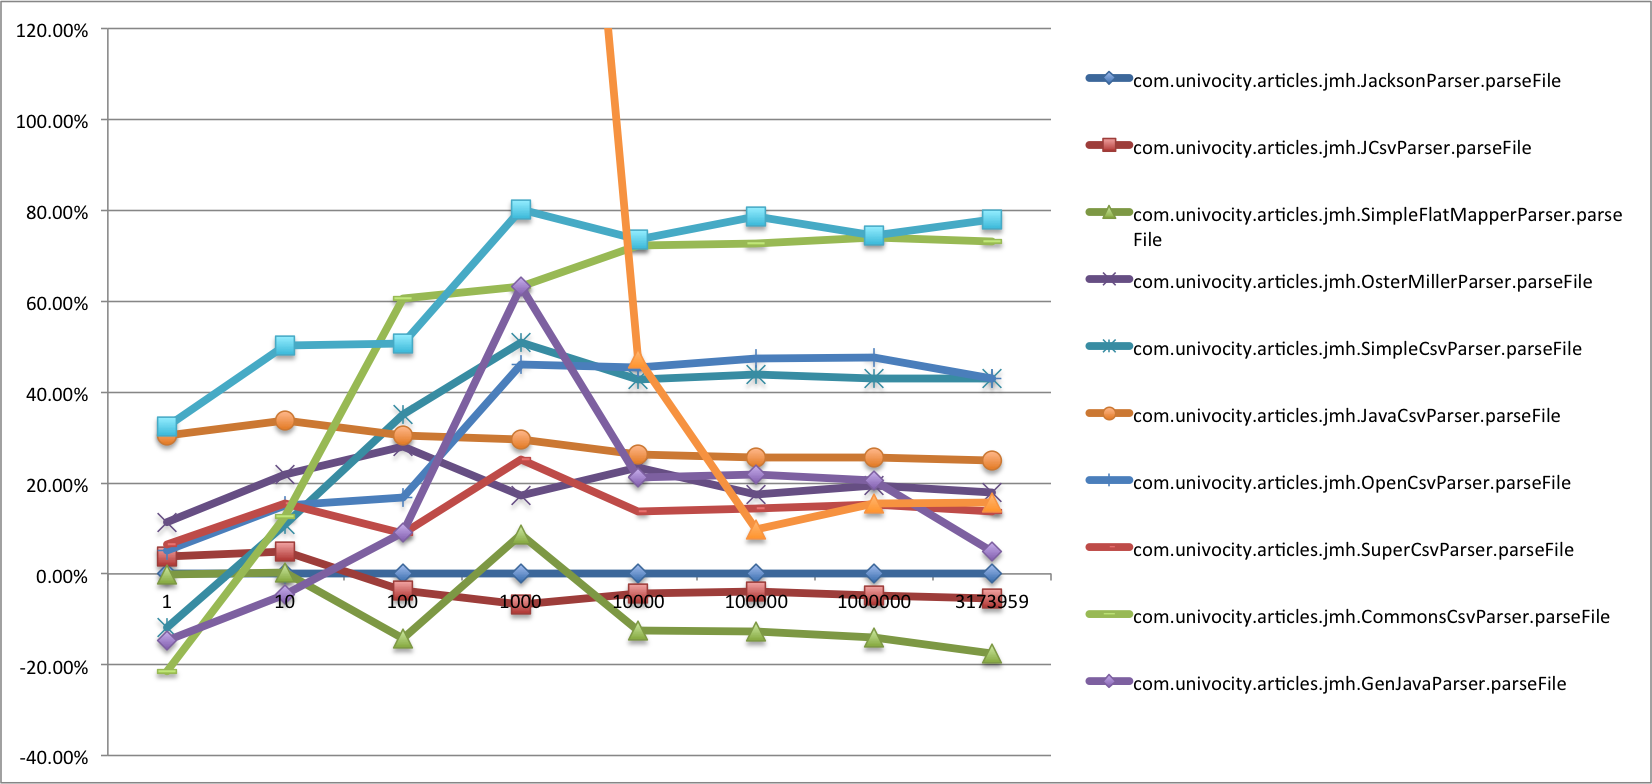 120.00%
100.00%
80.00%
60.00%
40.00%
20.00%
0.00%
-20.00%
-40.00%
1 10 100 1000 10000 100000 1000000 3173959
com.univocity.articles.jmh.JacksonParser.parseFile
com.univocity.articles.jmh.JCsvParser.parseFile
com.univocity.articles.jmh.SimpleFlatMapperParser.parse
File
com.univocity.articles.jmh.OsterMillerParser.parseFile
com.univocity.articles.jmh.SimpleCsvParser.parseFile
com.univocity.articles.jmh.JavaCsvParser.parseFile
com.univocity.articles.jmh.OpenCsvParser.parseFile
com.univocity.articles.jmh.SuperCsvParser.parseFile
com.univocity.articles.jmh.CommonsCsvParser.parseFile
com.univocity.articles.jmh.GenJavaParser.parseFile